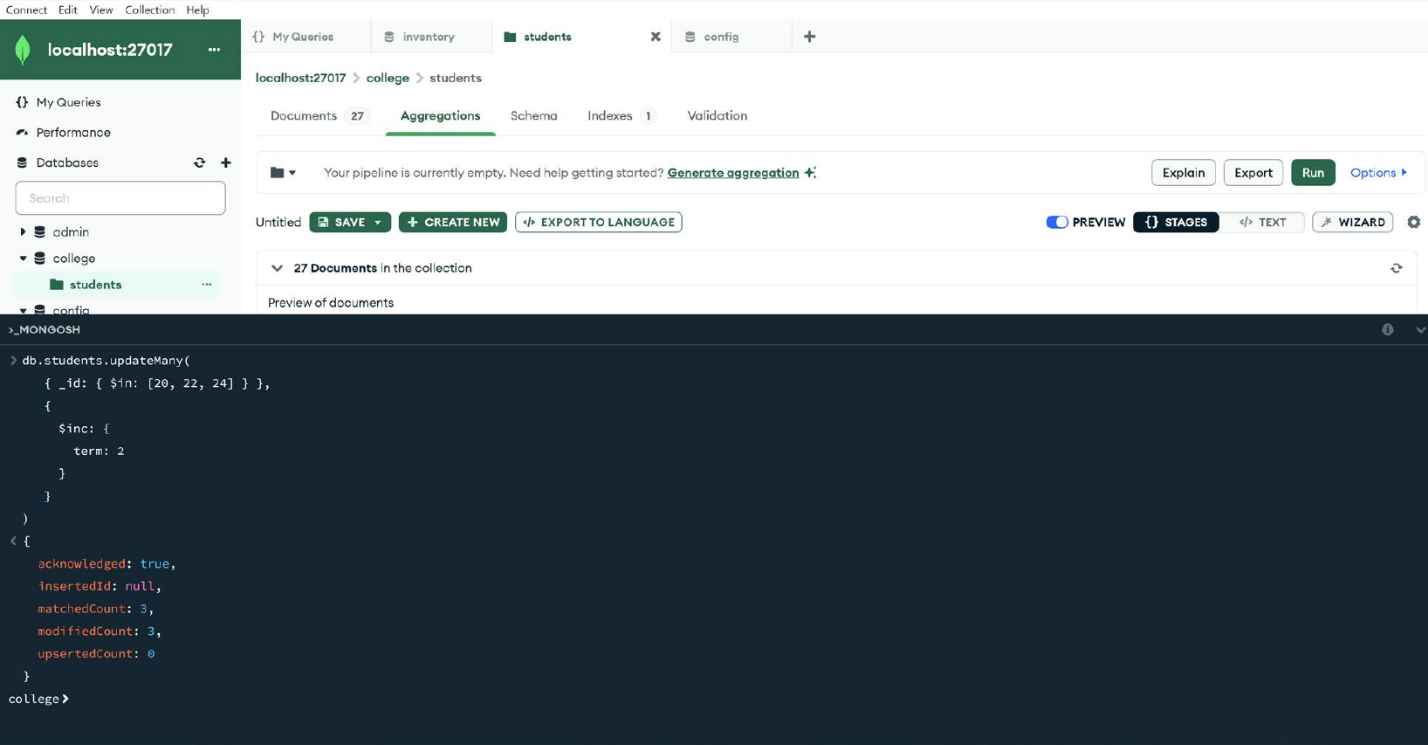 Connect Edit View Collection Help
localhost:27017 ...
{} My Queries inventory students × config +
localhost:27017 > college > students
{} My Queries
Performance
Databases +
Search
admin
college
students ...
config
Documents 27 Aggregations Schema Indexes 1 Validation
Your pipeline is currently empty. Need help getting started? Generate aggregation Explain Export Run Options
Untitled SAVE + CREATE NEW </> EXPORT TO LANGUAGE PREVIEW {} STAGES </> TEXT WIZARD
27 Documents in the collection
Preview of documents
>_MONGOSH
> db.students.updateMany(
{ _id: { $in: [20, 22, 24] } },
{
$inc: {
term: 2
}
}
)
< {
acknowledged: true,
insertedId: null,
matchedCount: 3,
modifiedCount: 3,
upsertedCount: 0
}
college>